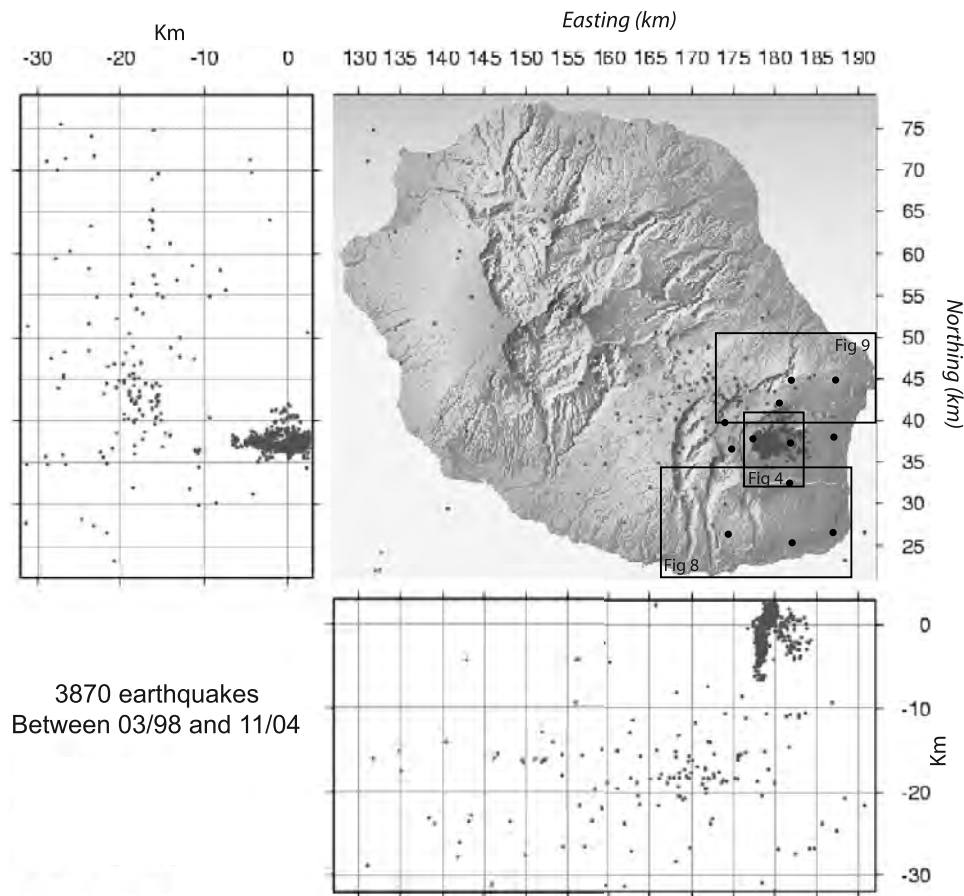 Easting (km)
Km
-30 -20 -10 0
130 135 140 145 150 155 160 165 170 175 180 185 190
75
70
65
60
55
50
45
40
35
30
25
Northing (km)
Fig 9
Fig 4
Fig 8
3870 earthquakes
Between 03/98 and 11/04
0
-10
-20
-30
Km